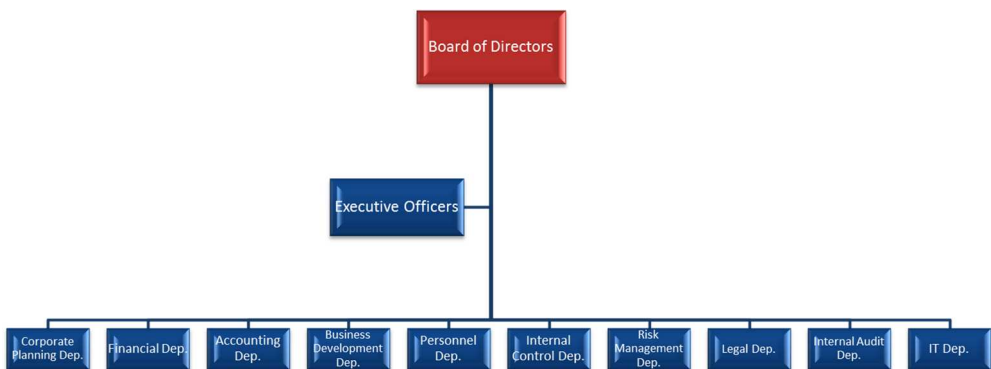 Board of Directors
Executive Officers
Corporate
Planning Dep.
Financial Dep.
Accounting
Dep.
Business
Development
Dep.
Personnel
Dep.
Internal
Control Dep.
Risk
Management
Dep.
Legal Dep.
Internal Audit
Dep.
IT Dep.